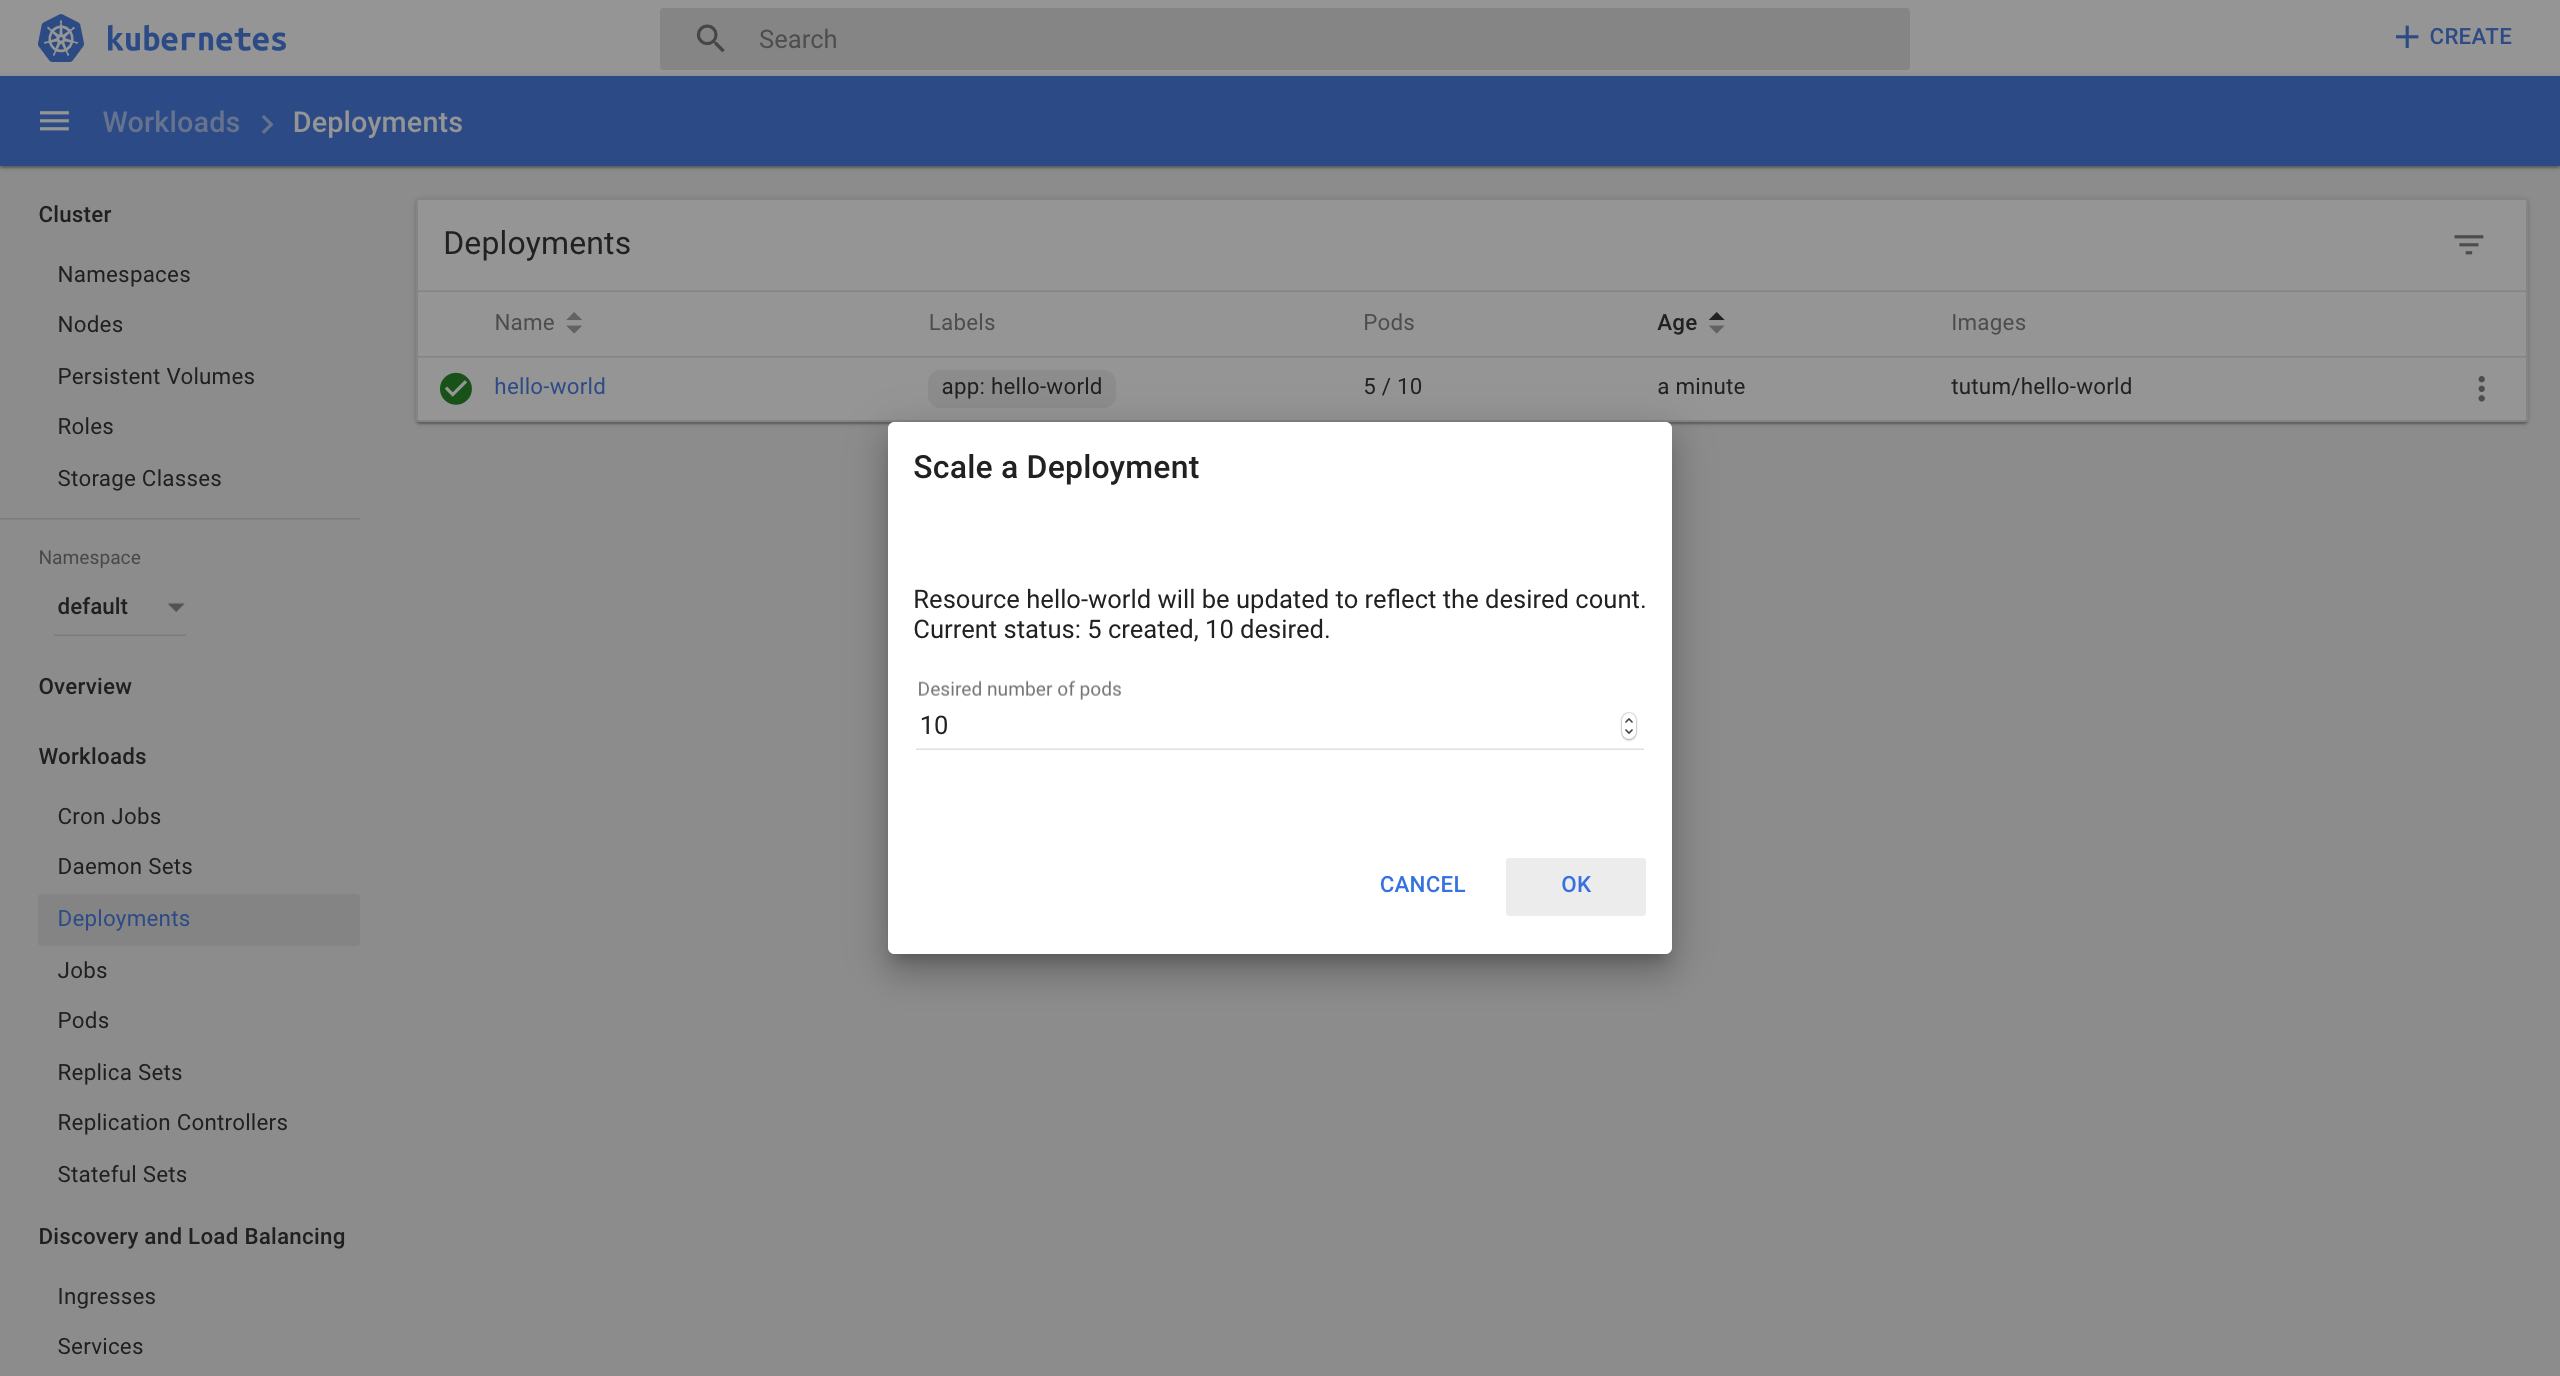 kubernetes
Search
CREATE
Workloads
Deployments
Cluster
Namespaces
Nodes
Persistent Volumes
Roles
Storage Classes
Namespace
default
Overview
Workloads
Cron Jobs
Daemon Sets
Deployments
Jobs
Pods
Replica Sets
Replication Controllers
Stateful Sets
Discovery and Load Balancing
Ingresses
Services
Deployments
Name Labels Pods Age Images
hello-world app: hello-world 5 / 10 a minute tutum/hello-world
Scale a Deployment
Resource hello-world will be updated to reflect the desired count.
Current status: 5 created, 10 desired.
Desired number of pods
10
CANCEL OK